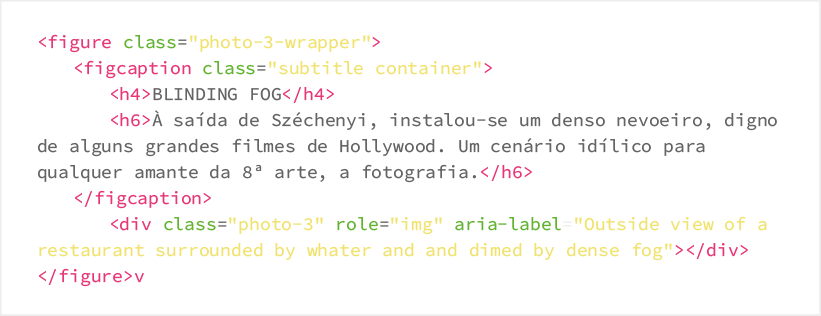 <figure class="photo-3-wrapper">
<figcaption class="subtitle container">
<h4>BLINDING FOG</h4>
<h6>À saída de Széchenyi, instalou-se um denso nevoeiro, digno
de alguns grandes filmes de Hollywood. Um cenário idílico para
qualquer amante da 8ª arte, a fotografia.</h6>
</figcaption>
<div class="photo-3" role="img" aria-label="Outside view of a
restaurant surrounded by whater and and dimed by dense fog"></div>
</figure>v